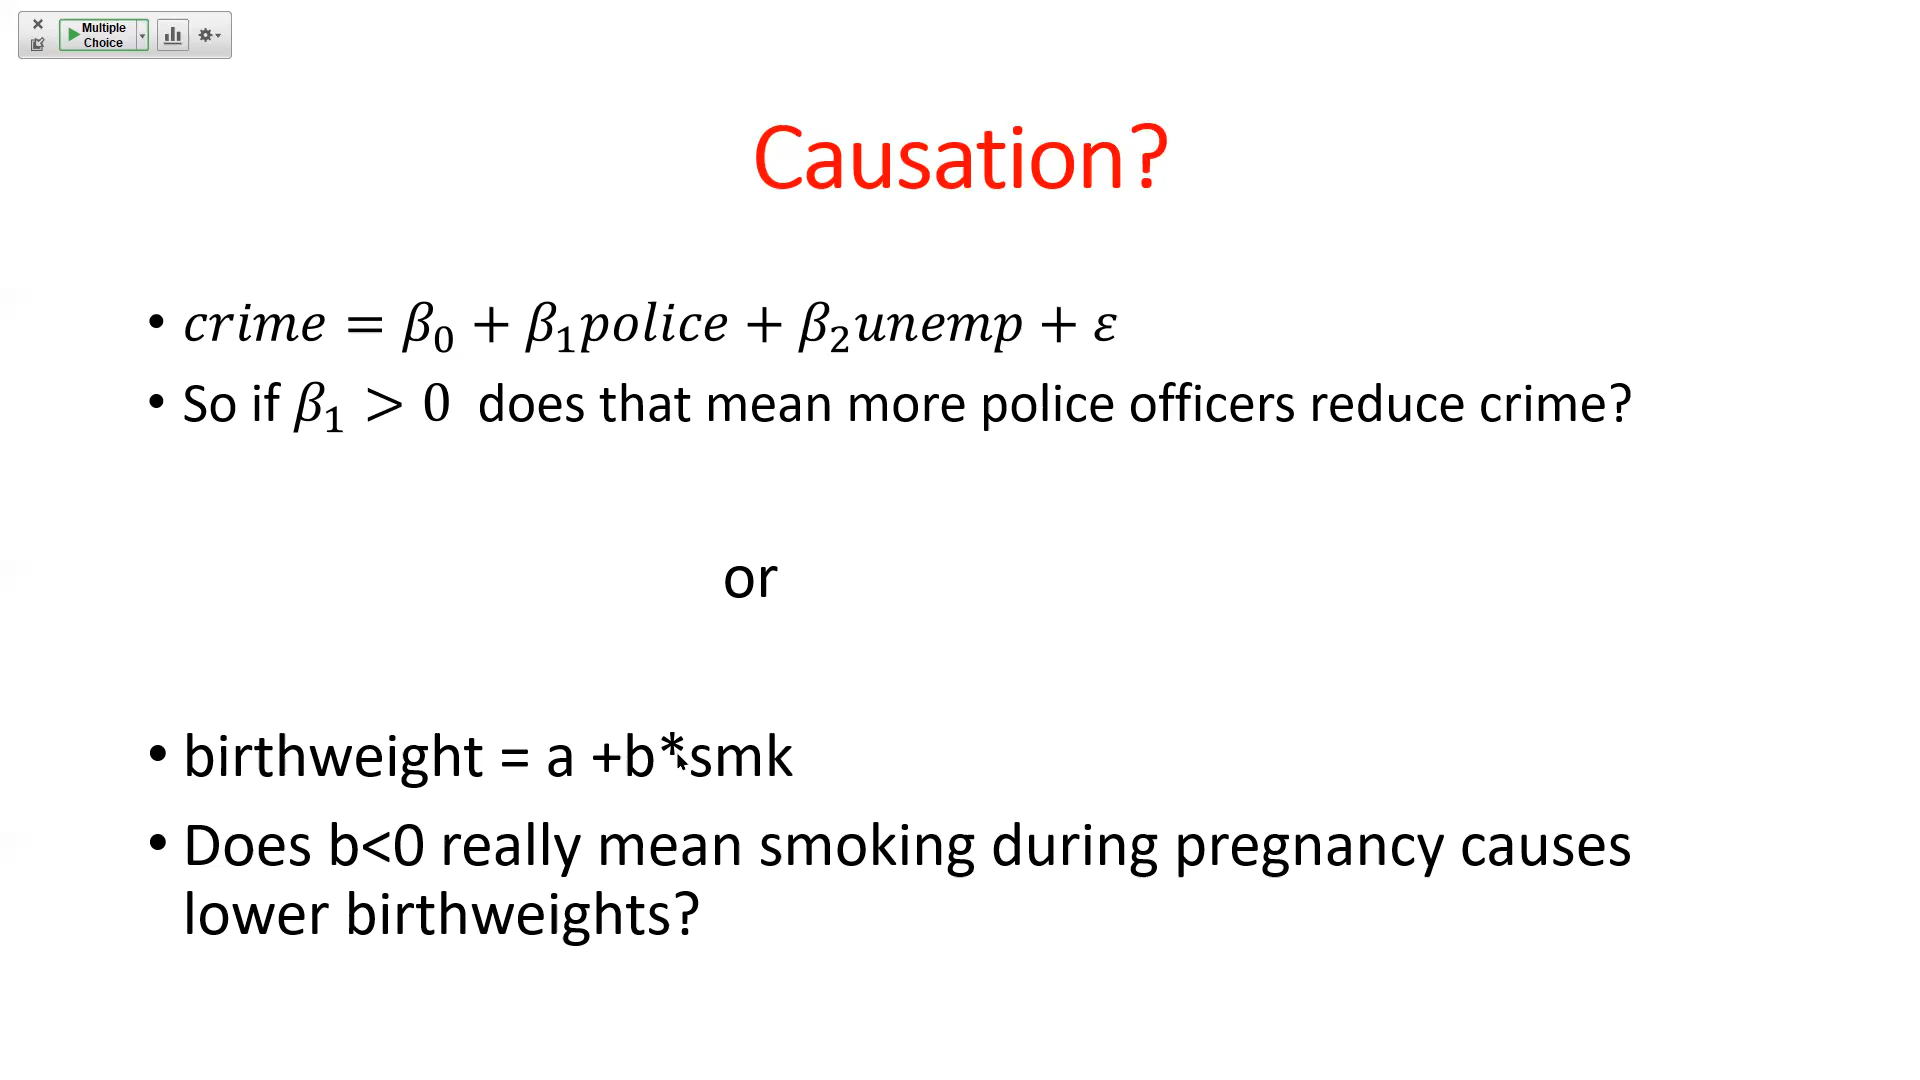 Multiple
Choice
Causation?
• 𝑐𝑟𝑖𝑚𝑒 = 𝛽₀ + 𝛽₁𝑝𝑜𝑙𝑖𝑐𝑒 + 𝛽₂𝑢𝑛𝑒𝑚𝑝 + 𝜀
• So if 𝛽₁ > 0 does that mean more police officers reduce crime?
or
• birthweight = a +b*smk
• Does b<0 really mean smoking during pregnancy causes
lower birthweights?